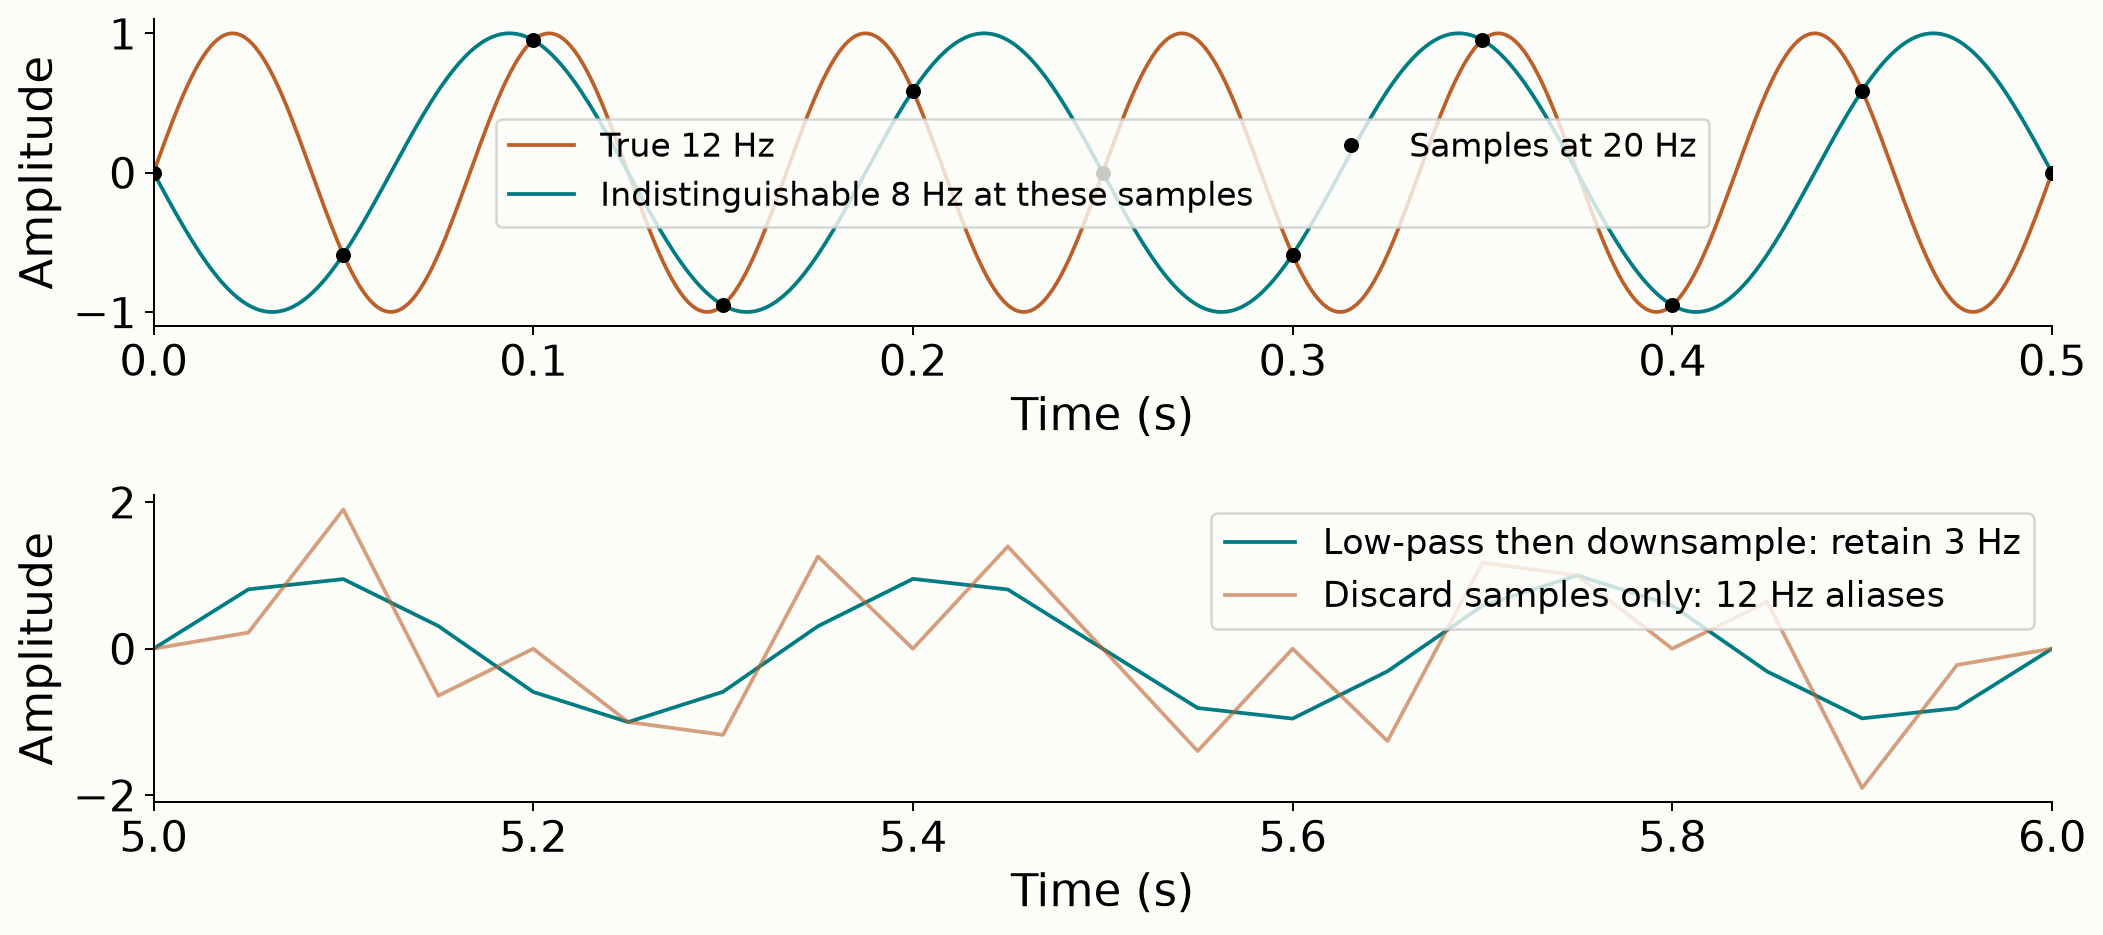 Amplitude
1
0
−1
True 12 Hz
Indistinguishable 8 Hz at these samples
Samples at 20 Hz
0.0 0.1 0.2 0.3 0.4 0.5
Time (s)
Amplitude
2
0
−2
Low-pass then downsample: retain 3 Hz
Discard samples only: 12 Hz aliases
5.0 5.2 5.4 5.6 5.8 6.0
Time (s)